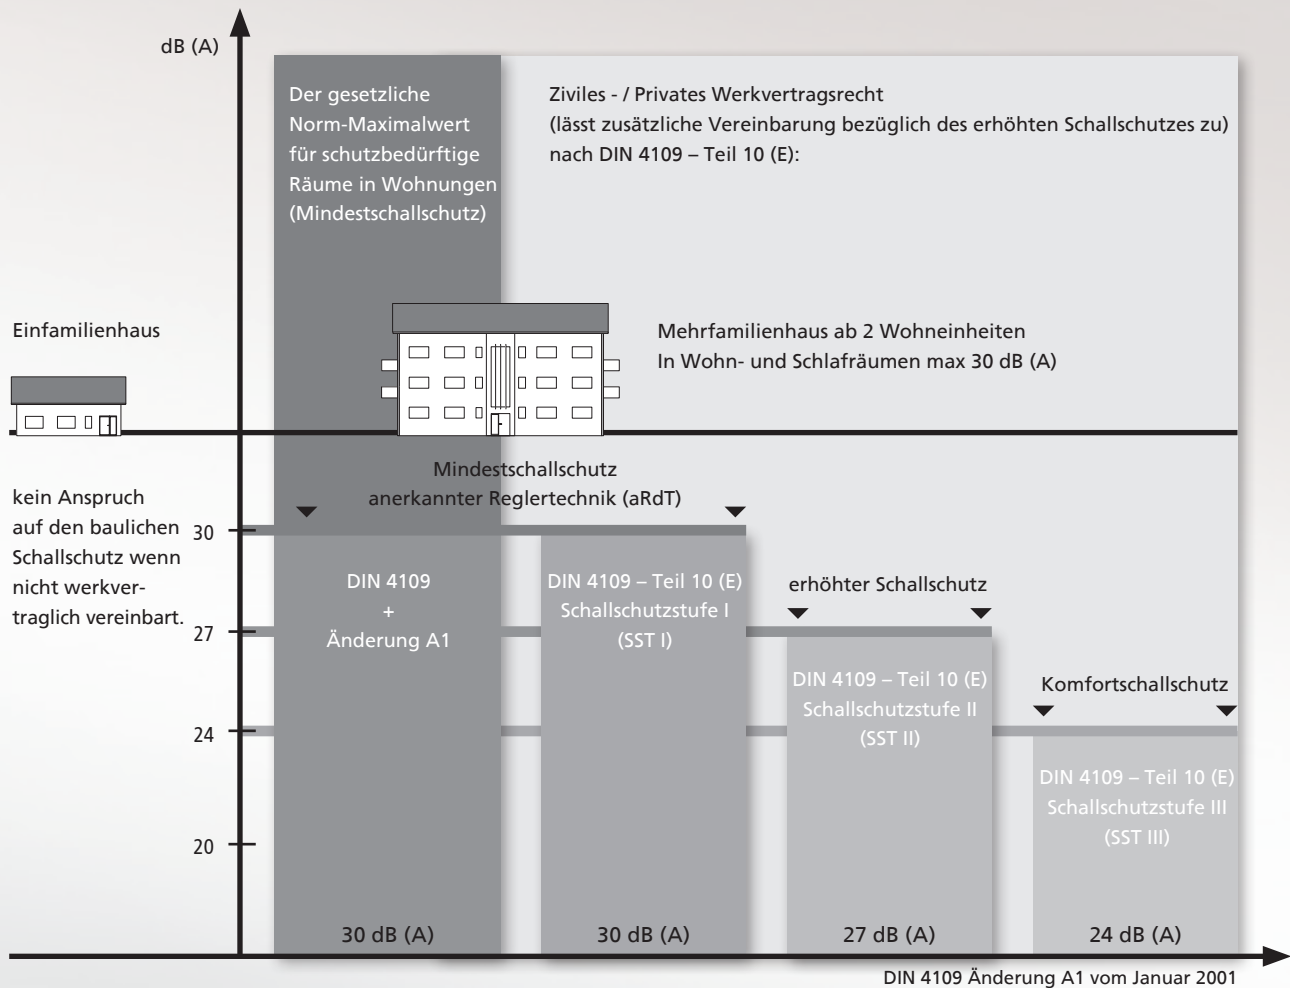 dB (A)
Der gesetzliche
Norm-Maximalwert
für schutzbedürftige
Räume in Wohnungen
(Mindestschallschutz)
Ziviles - / Privates Werkvertragsrecht
(lässt zusätzliche Vereinbarung bezüglich des erhöhten Schallschutzes zu)
nach DIN 4109 – Teil 10 (E):
Einfamilienhaus
Mehrfamilienhaus ab 2 Wohneinheiten
In Wohn- und Schlafräumen max 30 dB (A)
kein Anspruch
auf den baulichen
Schallschutz wenn
nicht werkver-
traglich vereinbart.
Mindestschallschutz
anerkannter Reglertechnik (aRdT)
30
27
24
20
DIN 4109
+
Änderung A1
DIN 4109 – Teil 10 (E)
Schallschutzstufe I
(SST I)
erhöhter Schallschutz
DIN 4109 – Teil 10 (E)
Schallschutzstufe II
(SST II)
Komfortschallschutz
DIN 4109 – Teil 10 (E)
Schallschutzstufe III
(SST III)
30 dB (A)
30 dB (A)
27 dB (A)
24 dB (A)
DIN 4109 Änderung A1 vom Januar 2001